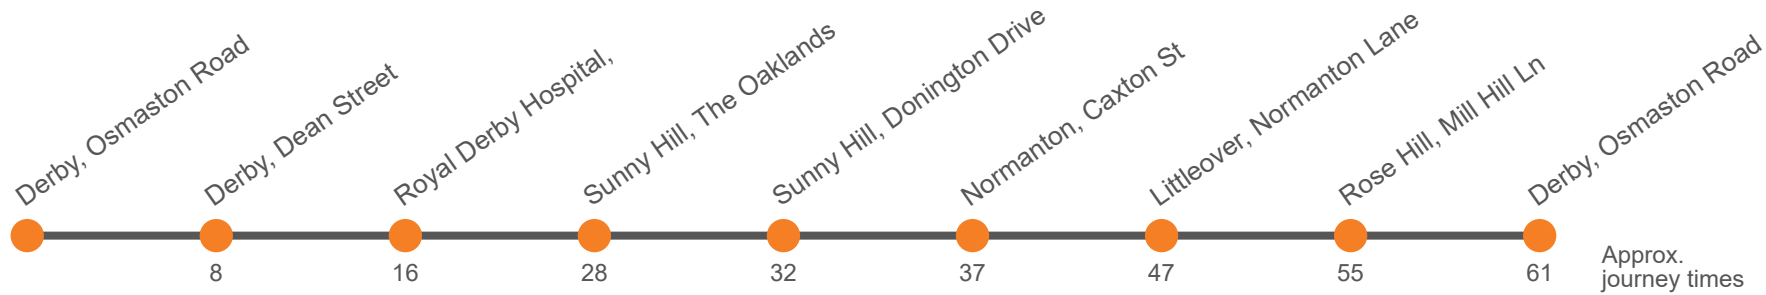 Derby, Osmaston Road
Derby, Dean Street
Royal Derby Hospital,
Sunny Hill, The Oaklands
Sunny Hill, Donington Drive
Normanton, Caxton St
Littleover, Normanton Lane
Rose Hill, Mill Hill Ln
Derby, Osmaston Road
8
16
28
32
37
47
55
61
Approx.
journey times